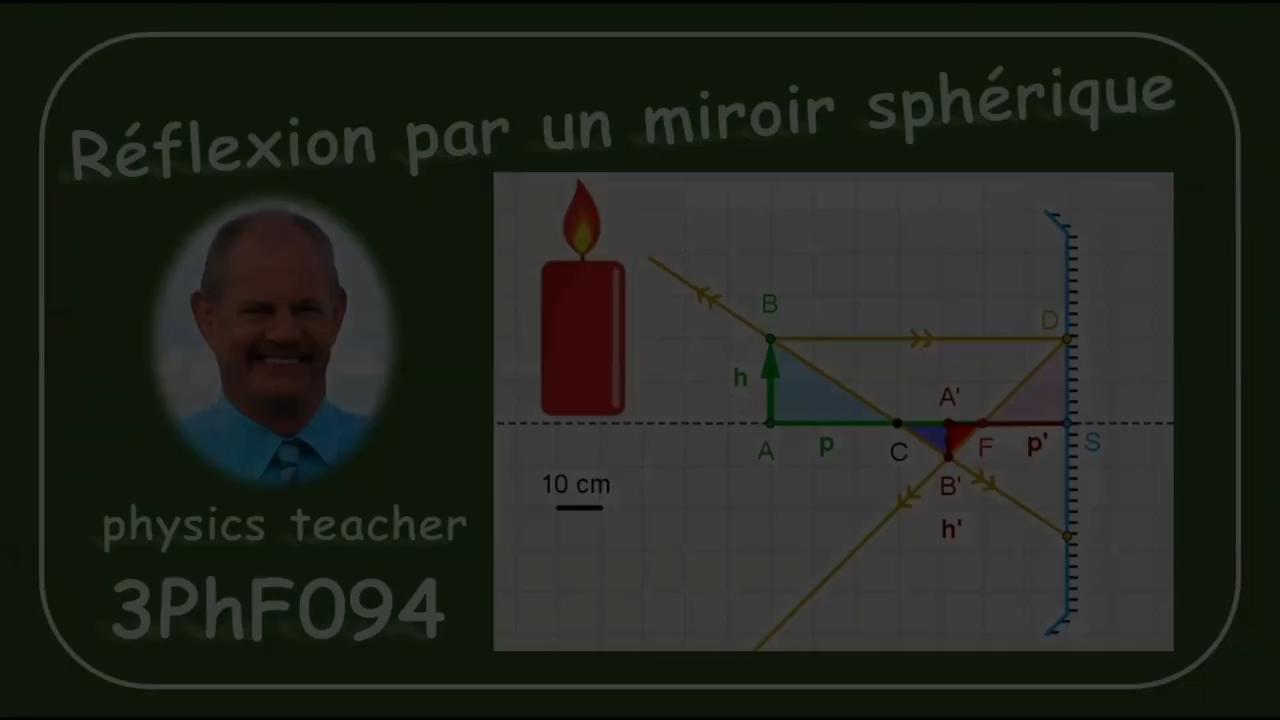 Réflexion par un miroir sphérique
B
D
h
A'
A
p
C
F
p'
S
10 cm
B'
h'
physics teacher
3PhF094